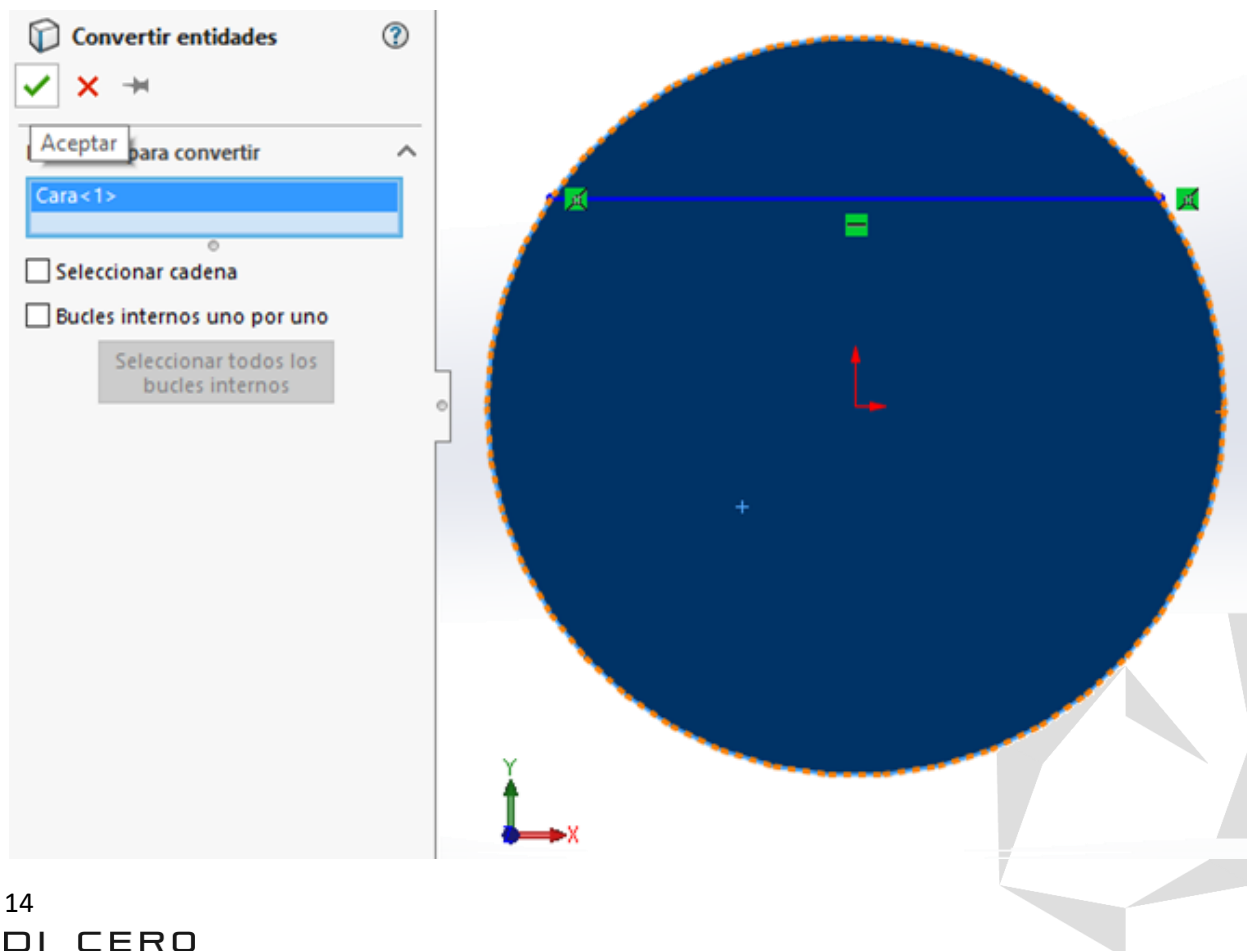 Convertir entidades
Aceptar
para convertir
Cara<1>
Seleccionar cadena
Bucles internos uno por uno
Seleccionar todos los
bucles internos
Y
X
14
DI CERO